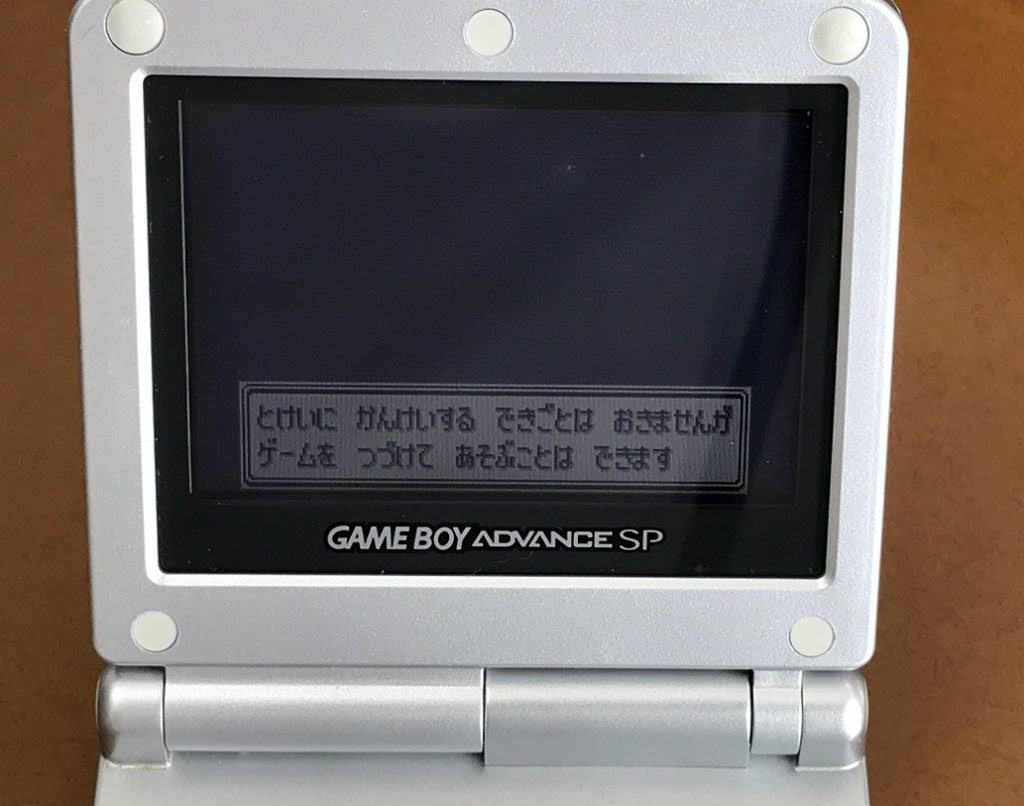 とけいに かんけいする できごとは おきませんが
ゲームを つづけて あそぶことは できます
GAME BOY ADVANCE SP